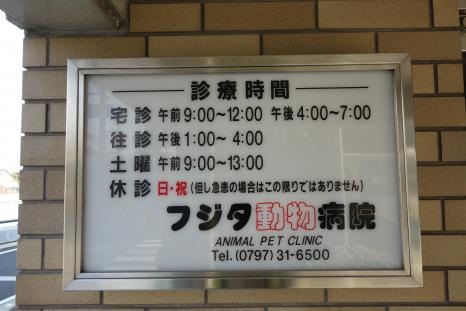 診療時間
宅診 午前 9:00～12:00 午後 4:00～7:00
往診 午後 1:00～4:00
土曜 午前 9:00～13:00
休診 日・祝 (但し急患の場合はこの限りではありません)
フジタ動物病院
ANIMAL PET CLINIC
Tel. (0797) 31-6500